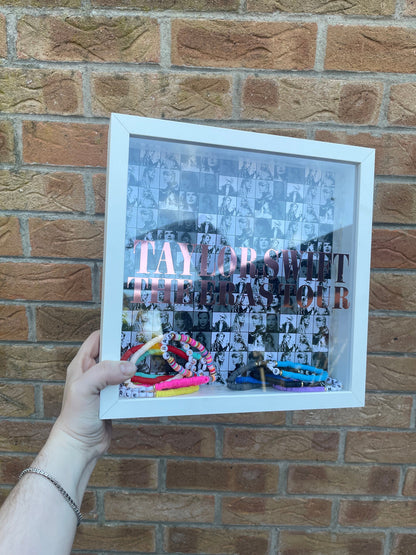 TAYLOR SWIFT
THE ERAS TOUR